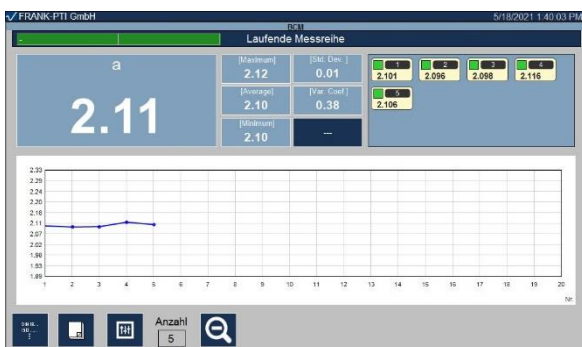 FRANK-PTI GmbH 5/18/2021 1:40:03 PM
BCM
Laufende Messreihe
a
2.11
[Maximum] [Std. Dev. ]
2.12 0.01
[Average] [Var. Coef.]
2.10 0.38
[Minimum]
2.10 ---
1 2 3 4
2.101 2.096 2.098 2.116
5
2.106
2.33
2.29
2.24
2.20
2.16
2.11
2.07
2.02
1.98
1.93
1.89
1 2 3 4 5 6 7 8 9 10 11 12 13 14 15 16 17 18 19 20
Nr.
Anzahl
5